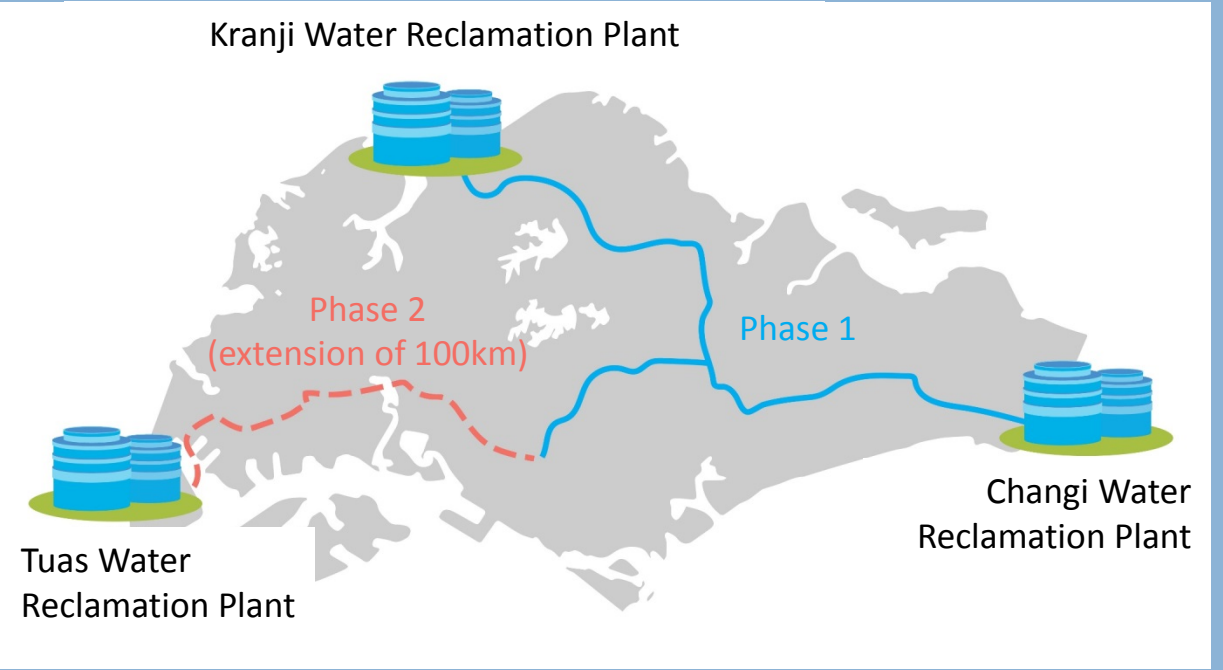 Kranji Water Reclamation Plant
Phase 2
(extension of 100km)
Phase 1
Changi Water
Reclamation Plant
Tuas Water
Reclamation Plant